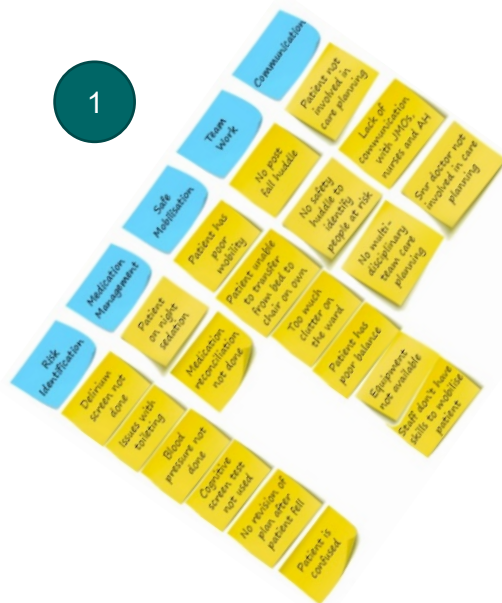 1
Communication
Patient not
involved in
care planning
Lack of
communication
with JMOs,
nurses and AH
Snr doctor not
involved in care
planning
Team
Work
No post
fall huddle
No safety
huddle to
identify
people at risk
No multi-
disciplinary
team care
planning
Safe
Mobilisation
Patient has
poor
mobility
Patient unable
to transfer
from bed to
chair on own
Too much
clutter on
the ward
Patient has
poor balance
Equipment
not available
Staff don't have
skills to mobilise
patient
Medication
Management
Patient
on night
sedation
Medication
reconciliation
not done
Risk
Identification
Delirium
screen not
done
Issues with
toileting
Blood
pressure not
done
Cognitive
screen test
not used
No revision of
plan after
patient fell
Patient is
confused